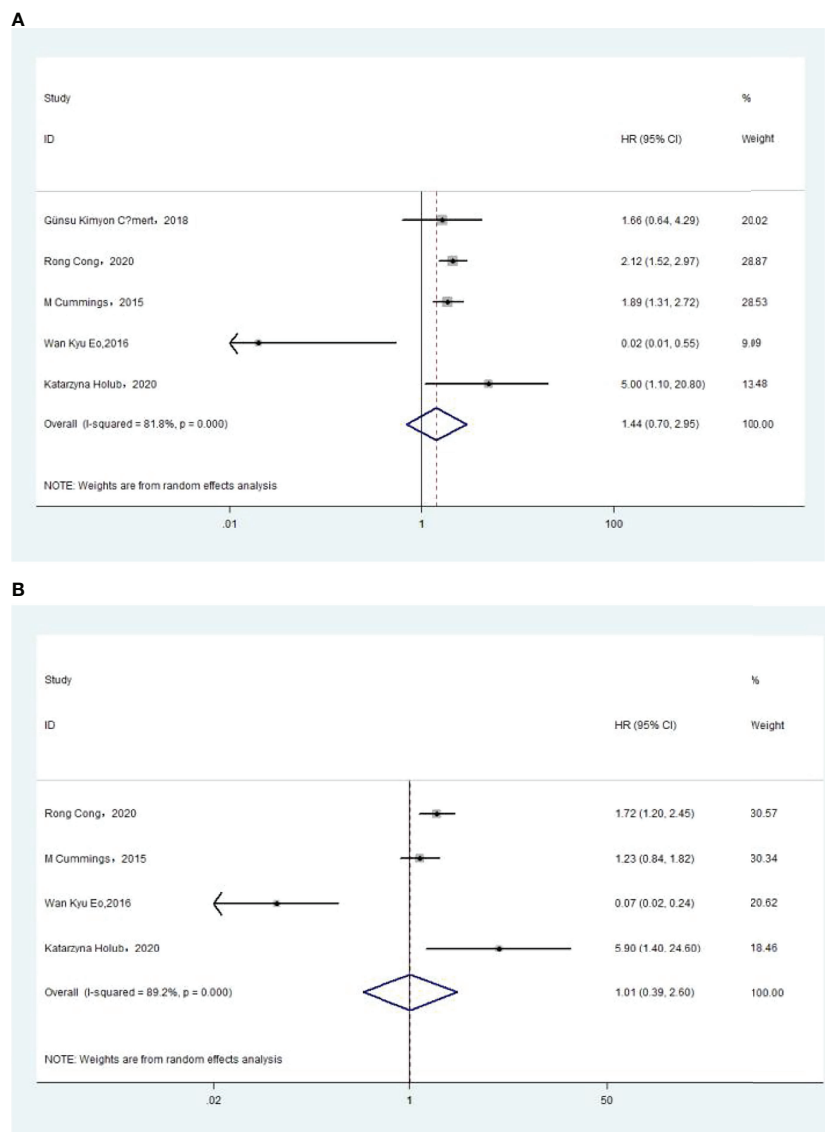 A
Study %
ID HR (95% CI) Weight
Günsu Kimyon C?mert，2018 1.66 (0.64, 4.29) 20.02
Rong Cong，2020 2.12 (1.52, 2.97) 28.87
M Cummings，2015 1.89 (1.31, 2.72) 28.53
Wan Kyu Eo,2016 0.02 (0.01, 0.55) 9.09
Katarzyna Holub，2020 5.00 (1.10, 20.80) 13.48
Overall (I-squared = 81.8%, p = 0.000) 1.44 (0.70, 2.95) 100.00
NOTE: Weights are from random effects analysis
.01 1 100
B
Study %
ID HR (95% CI) Weight
Rong Cong，2020 1.72 (1.20, 2.45) 30.57
M Cummings，2015 1.23 (0.84, 1.82) 30.34
Wan Kyu Eo,2016 0.07 (0.02, 0.24) 20.62
Katarzyna Holub，2020 5.90 (1.40, 24.60) 18.46
Overall (I-squared = 89.2%, p = 0.000) 1.01 (0.39, 2.60) 100.00
NOTE: Weights are from random effects analysis
.02 1 50